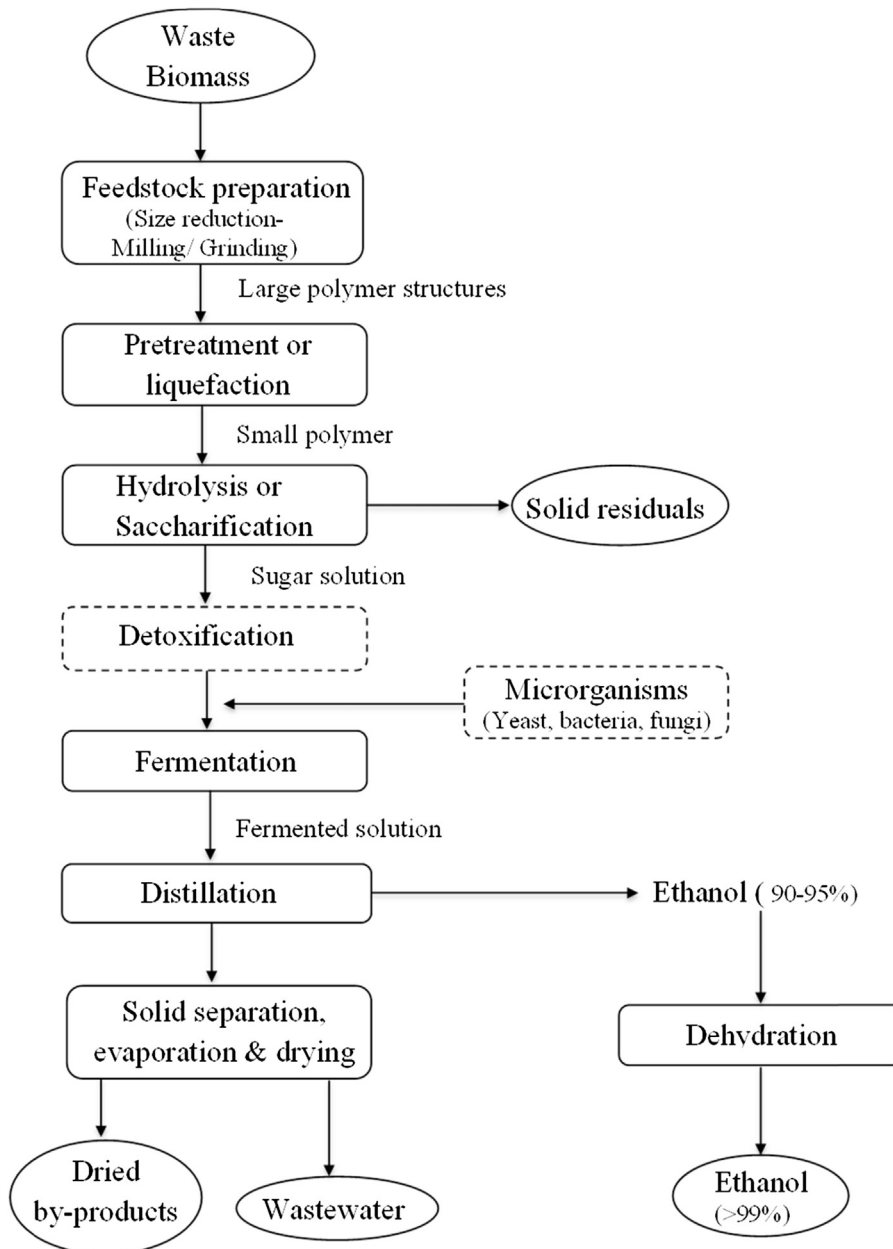 Waste
Biomass
Feedstock preparation
(Size reduction-
Milling/ Grinding)
Large polymer structures
Pretreatment or
liquefaction
Small polymer
Hydrolysis or
Saccharification
Solid residuals
Sugar solution
Detoxification
Microrganisms
(Yeast, bacteria, fungi)
Fermentation
Fermented solution
Distillation
Ethanol ( 90-95%)
Solid separation,
evaporation & drying
Dehydration
Dried
by-products
Wastewater
Ethanol
(>99%)